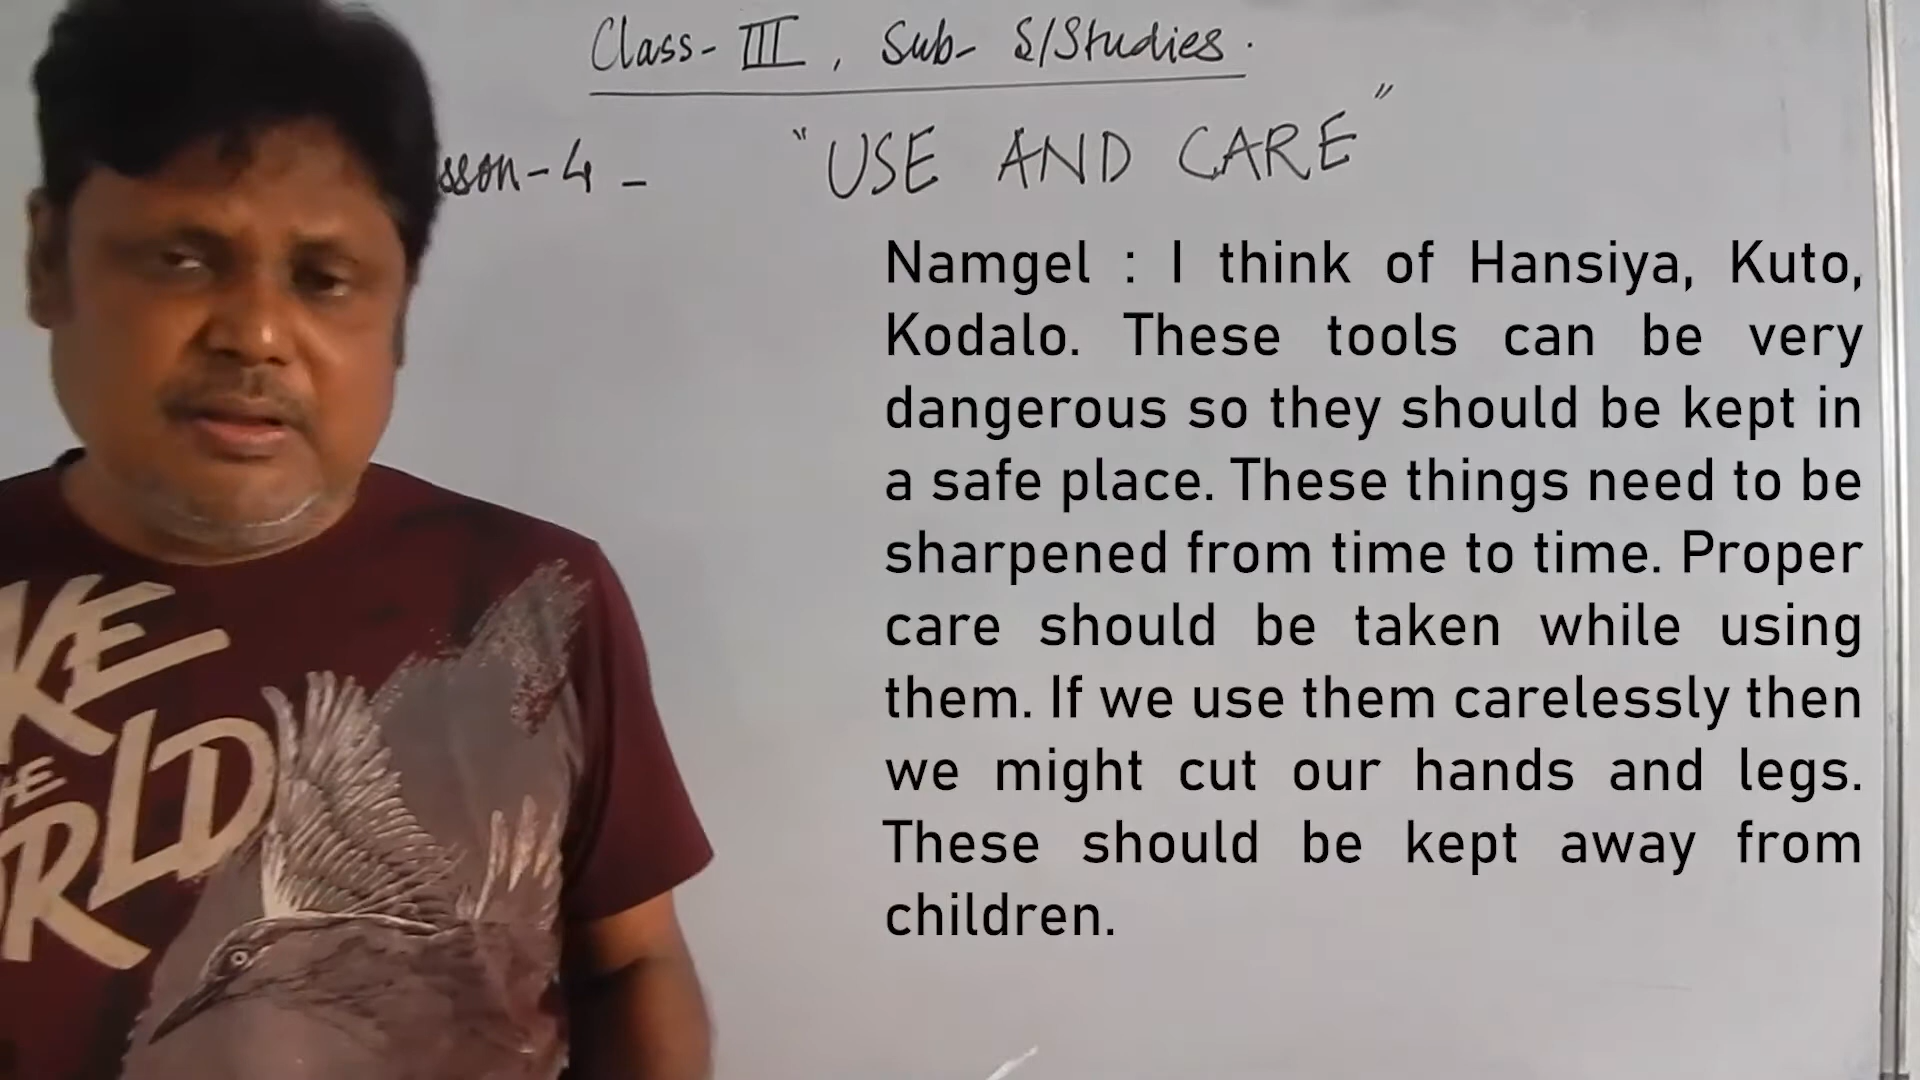 Class- III, Sub- S/Studies.
sson-4 - "USE AND CARE"
Namgel : I think of Hansiya, Kuto,
Kodalo. These tools can be very
dangerous so they should be kept in
a safe place. These things need to be
sharpened from time to time. Proper
care should be taken while using
them. If we use them carelessly then
we might cut our hands and legs.
These should be kept away from
children.
KE
HE
ORLD